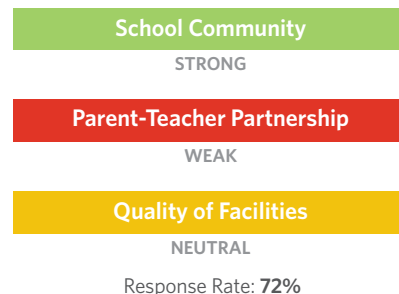 School Community
STRONG
Parent-Teacher Partnership
WEAK
Quality of Facilities
NEUTRAL
Response Rate: 72%